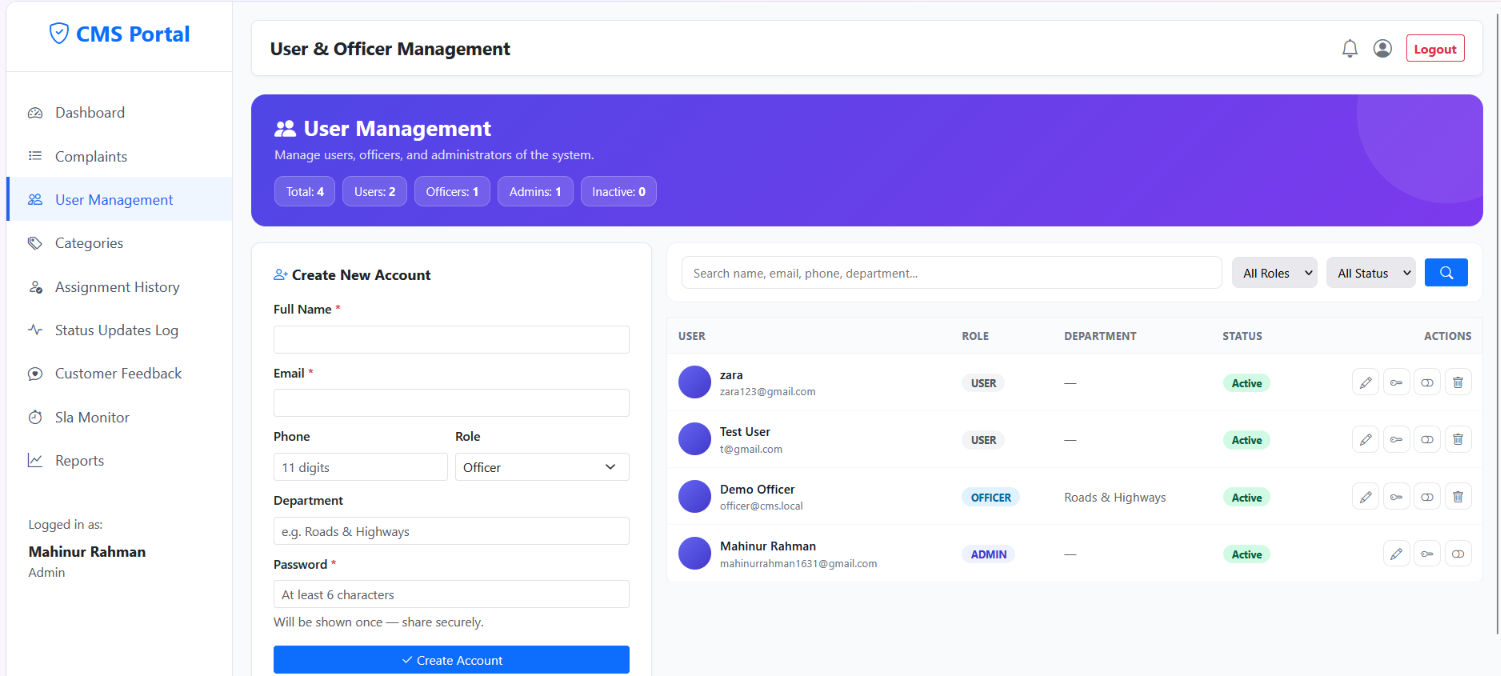 CMS Portal
Dashboard
Complaints
User Management
Categories
Assignment History
Status Updates Log
Customer Feedback
Sla Monitor
Reports
Logged in as:
Mahinur Rahman
Admin
User & Officer Management
Logout
User Management
Manage users, officers, and administrators of the system.
Total: 4 Users: 2 Officers: 1 Admins: 1 Inactive: 0
Create New Account
Full Name *
Email *
Phone Role
11 digits Officer
Department
e.g. Roads & Highways
Password *
At least 6 characters
Will be shown once — share securely.
Create Account
Search name, email, phone, department... All Roles All Status
USER ROLE DEPARTMENT STATUS ACTIONS
zara
zara123@gmail.com
USER — Active
Test User
t@gmail.com
USER — Active
Demo Officer
officer@cms.local
OFFICER Roads & Highways Active
Mahinur Rahman
mahinurrahman1631@gmail.com
ADMIN — Active